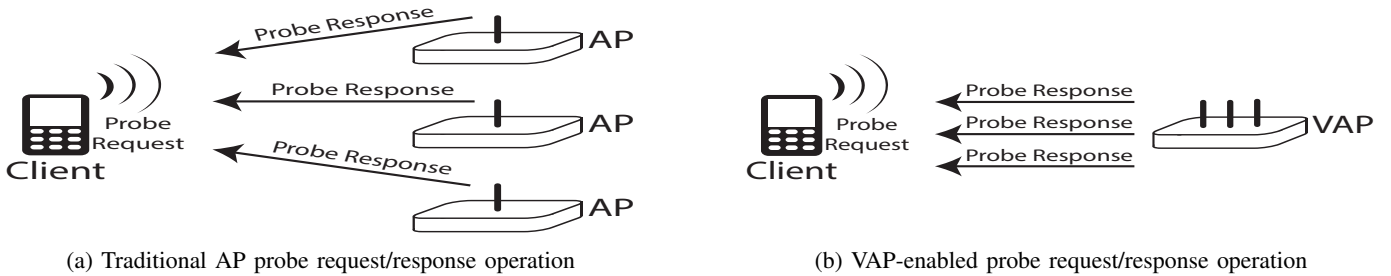 Probe Response
AP
Probe Response
AP
Probe
Request
Client
Probe Response
AP
(a) Traditional AP probe request/response operation
Probe Response
Probe Response
Probe Response
VAP
Probe
Request
Client
(b) VAP-enabled probe request/response operation